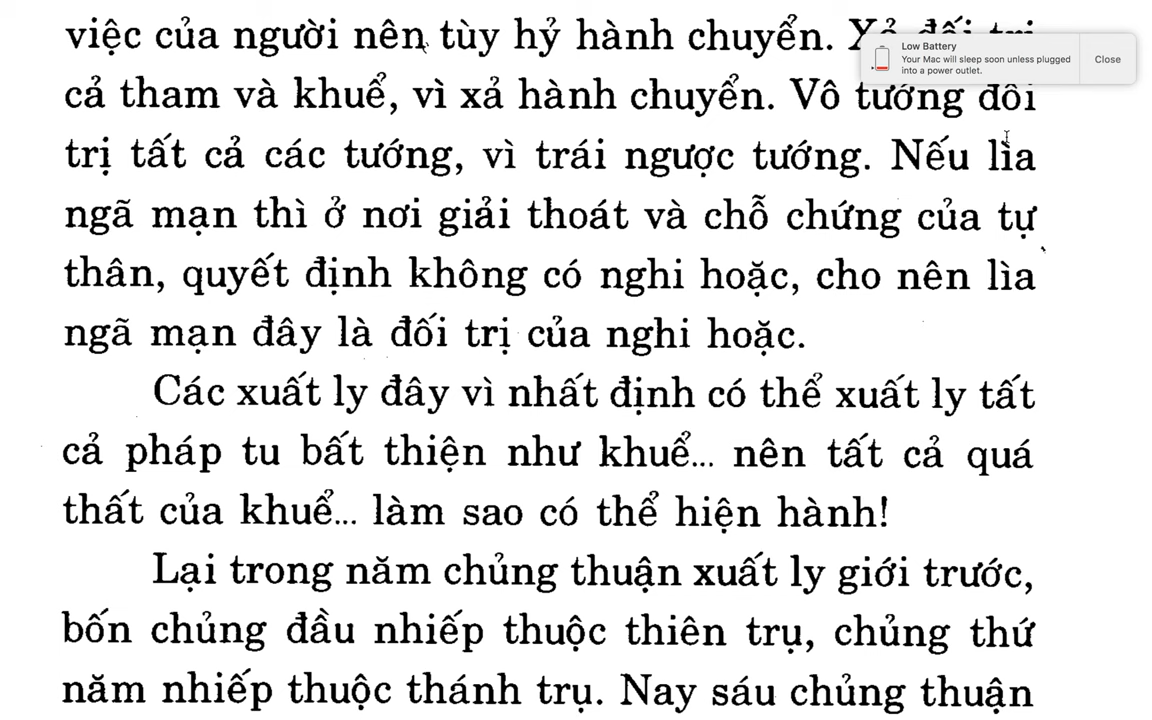 việc của người nên tùy hỷ hành chuyển.
Low Battery
Your Mac will sleep soon unless plugged
into a power outlet.
Close
cả tham và khuể, vì xả hành chuyển. Vô tướng đối
trị tất cả các tướng, vì trái ngược tướng. Nếu lìa
ngã mạn thì ở nơi giải thoát và chỗ chứng của tự
thân, quyết định không có nghi hoặc, cho nên lìa
ngã mạn đây là đối trị của nghi hoặc.
Các xuất ly đây vì nhất định có thể xuất ly tất
cả pháp tu bất thiện như khuể... nên tất cả quá
thất của khuể... làm sao có thể hiện hành!
Lại trong năm chủng thuận xuất ly giới trước,
bốn chủng đầu nhiếp thuộc thiên trụ, chủng thứ
năm nhiếp thuộc thánh trụ. Nay sáu chủng thuận